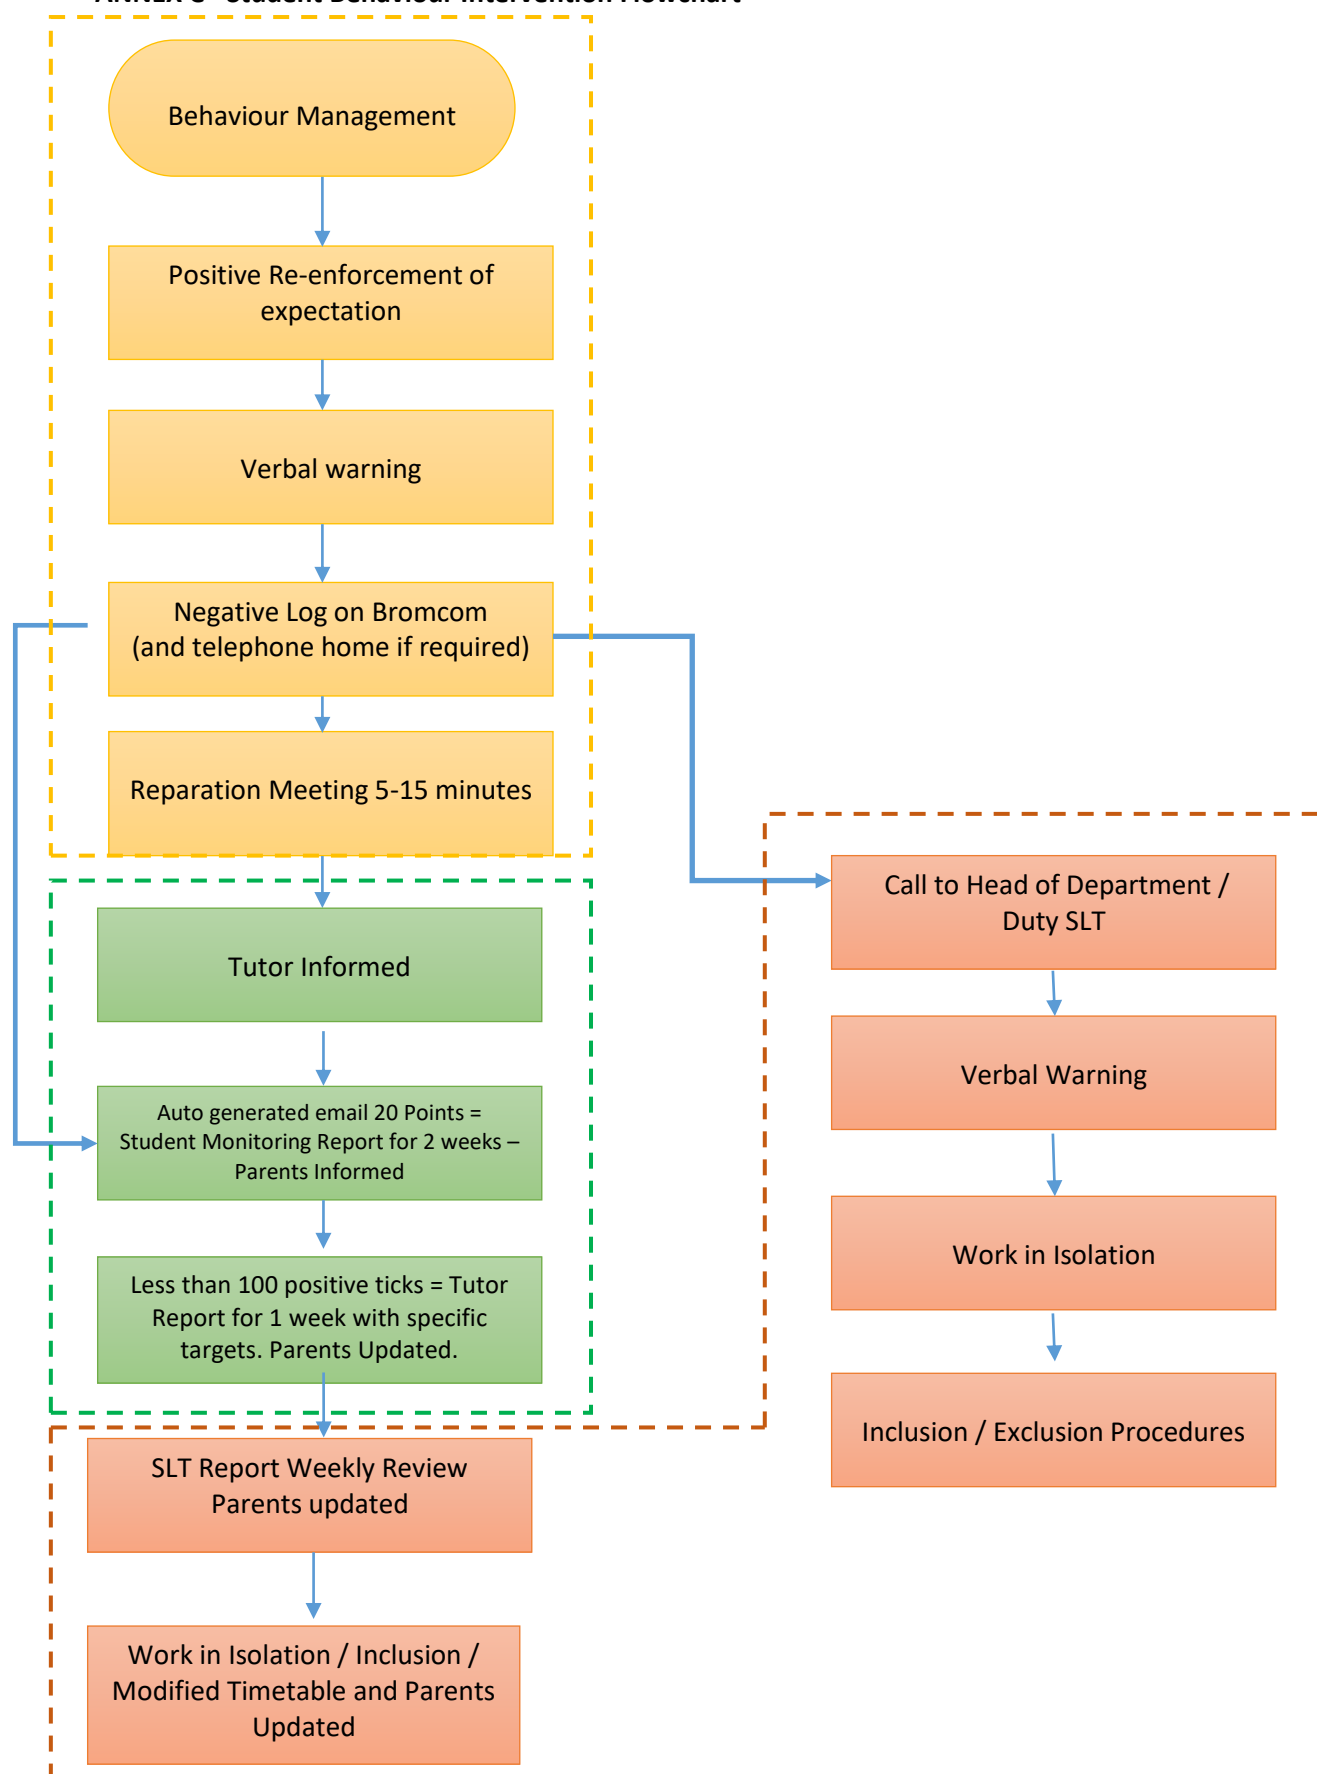 Behaviour Management
Positive Re-enforcement of
expectation
Verbal warning
Negative Log on Bromcom
(and telephone home if required)
Reparation Meeting 5-15 minutes
Tutor Informed
Auto generated email 20 Points =
Student Monitoring Report for 2 weeks –
Parents Informed
Less than 100 positive ticks = Tutor
Report for 1 week with specific
targets. Parents Updated.
SLT Report Weekly Review
Parents updated
Work in Isolation / Inclusion /
Modified Timetable and Parents
Updated
Call to Head of Department /
Duty SLT
Verbal Warning
Work in Isolation
Inclusion / Exclusion Procedures